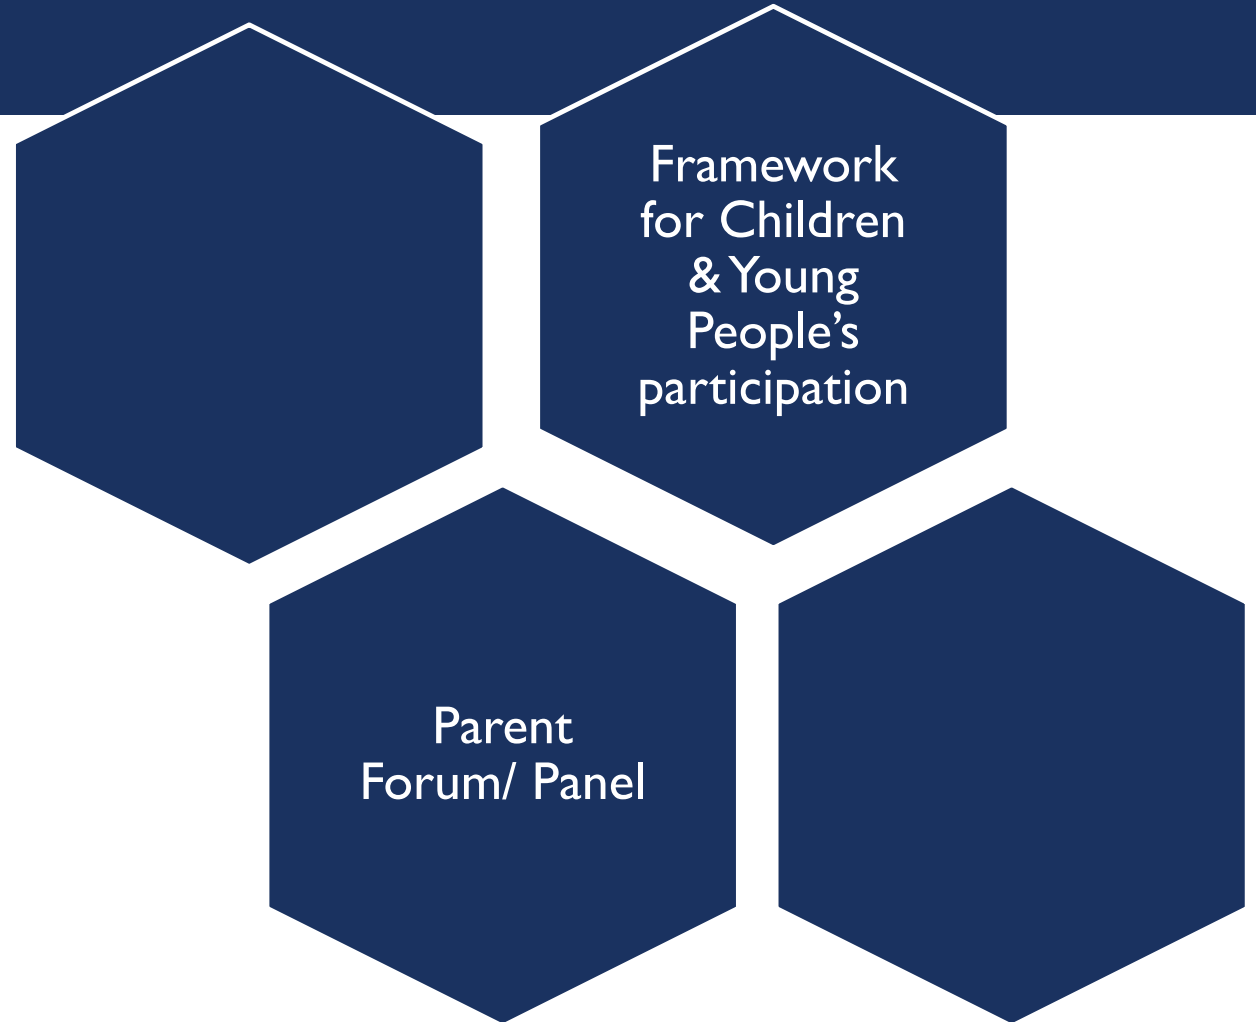 Framework
for Children
& Young
People’s
participation
Parent
Forum/ Panel